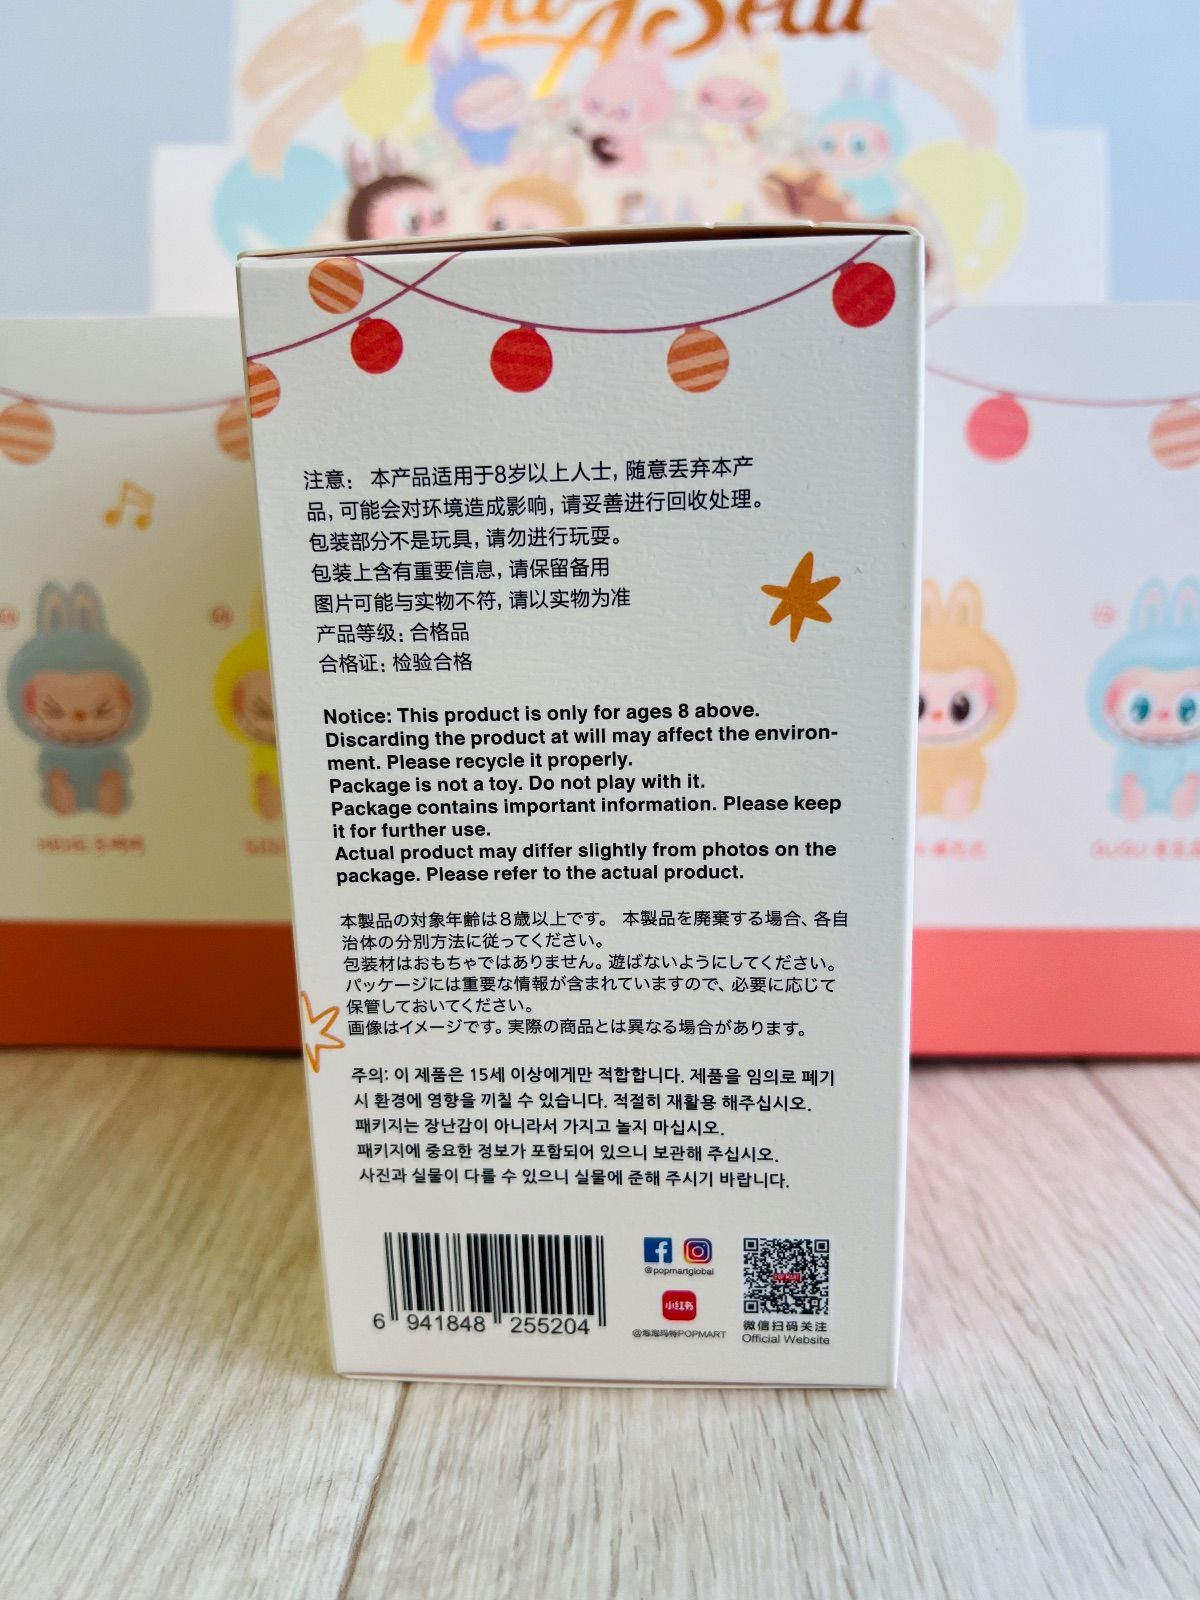 Have A Seat
注意： 本产品适用于8岁以上人士, 随意丢弃本产
品, 可能会对环境造成影响, 请妥善进行回收处理。
包装部分不是玩具, 请勿进行玩耍。
包装上含有重要信息, 请保留备用
图片可能与实物不符, 请以实物为准
产品等级: 合格品
合格证: 检验合格
Notice: This product is only for ages 8 above.
Discarding the product at will may affect the environ-
ment. Please recycle it properly.
Package is not a toy. Do not play with it.
Package contains important information. Please keep
it for further use.
Actual product may differ slightly from photos on the
package. Please refer to the actual product.
本製品の対象年齢は8歳以上です。 本製品を廃棄する場合、各自
治体の分別方法に従ってください。
包装材はおもちゃではありません。遊ばないようにしてください。
パッケージには重要な情報が含まれていますので、必要に応じて
保管しておいてください。
画像はイメージです。実際の商品とは異なる場合があります。
주의: 이 제품은 15세 이상에게만 적합합니다. 제품을 임의로 폐기
시 환경에 영향을 끼칠 수 있습니다. 적절히 재활용 해주십시오.
패키지는 장난감이 아니라서 가지고 놀지 마십시오.
패키지에 중요한 정보가 포함되어 있으니 보관해 주십시오.
사진과 실물이 다를 수 있으니 실물에 준해 주시기 바랍니다.
6 941848 255204
@popmartglobal
小红书
@泡泡玛特POPMART
微信扫码关注
Official Website